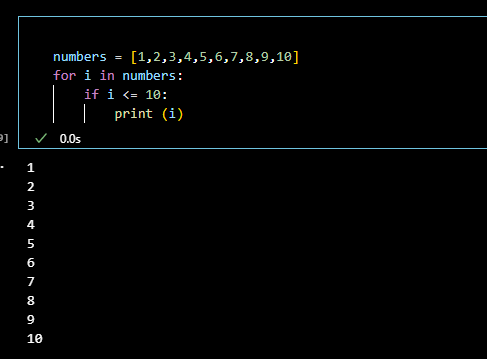 numbers = [1,2,3,4,5,6,7,8,9,10]
for i in numbers:
    if i <= 10:
        print (i)
9]
0.0s
1
2
3
4
5
6
7
8
9
10